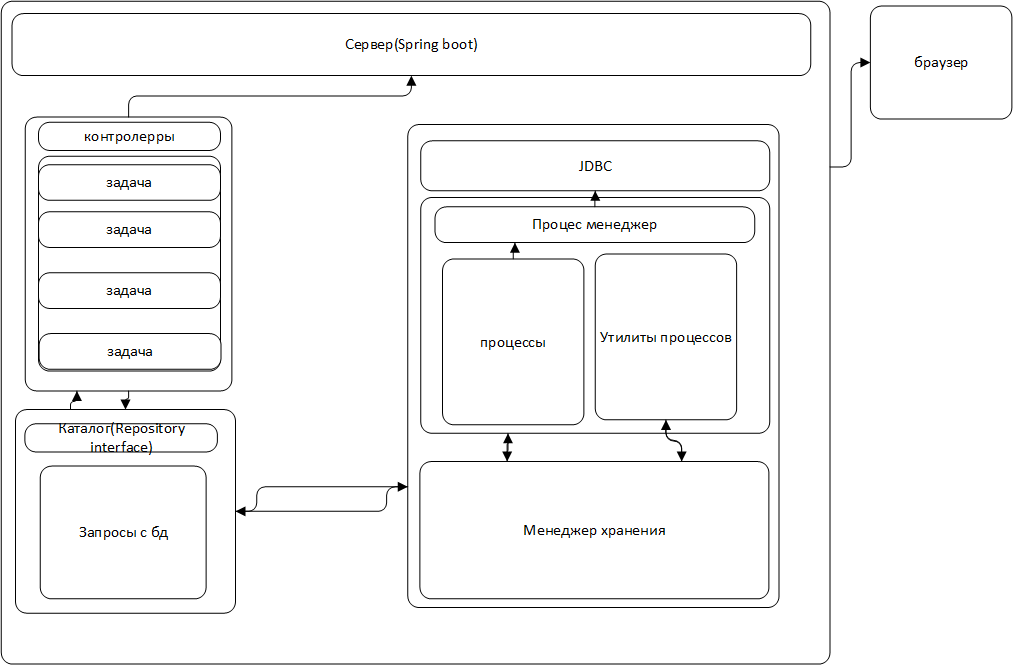 Сервер(Spring boot)
браузер
контролерры
задача
задача
задача
задача
Каталог(Repository
interface)
Запросы с бд
JDBC
Процес менеджер
процессы
Утилиты процессов
Менеджер хранения